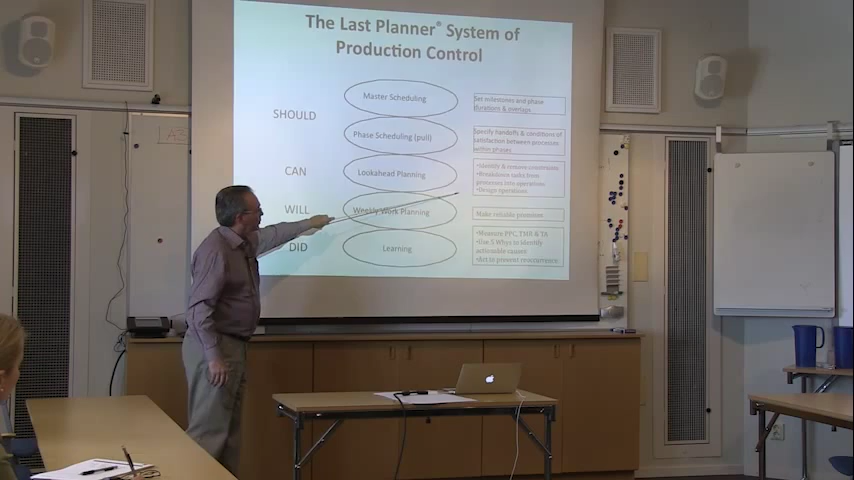 The Last Planner® System of
Production Control
SHOULD
Master Scheduling
Set milestones and phase
durations & overlaps
Phase Scheduling (pull)
Specify handoffs & conditions of
satisfaction between processes
within phases
CAN
Lookahead Planning
•Identify & remove constraints
•Breakdown tasks from
processes into operations
•Design operations
WILL
Weekly Work Planning
Make reliable promises
DID
Learning
•Measure PPC, TMR & TA
•Use 5 Whys to identify
actionable causes
•Act to prevent reoccurrence